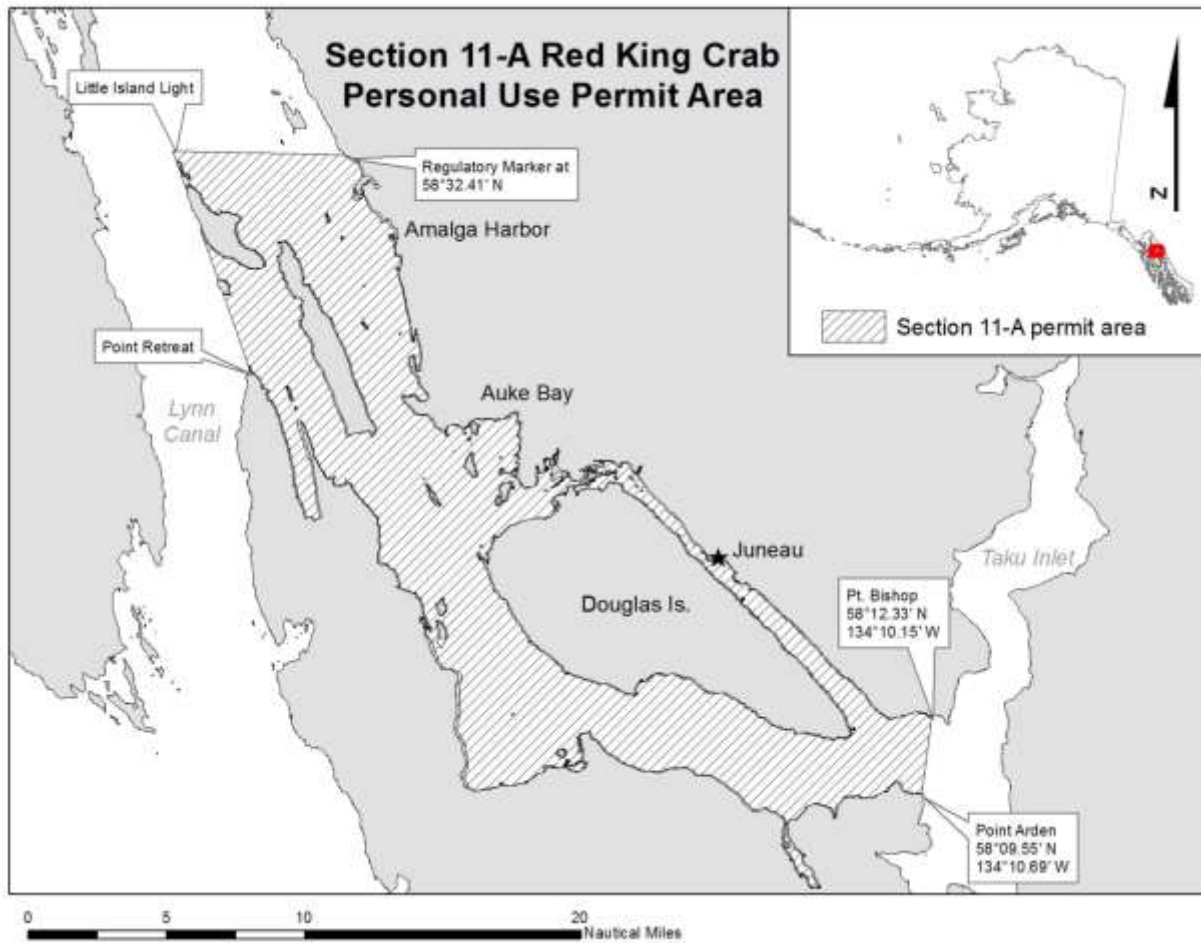 Section 11-A Red King Crab
Personal Use Permit Area
Little Island Light
Regulatory Marker at
58°32.41' N
Amalga Harbor
N
Section 11-A permit area
Point Retreat
Lynn
Canal
Auke Bay
Juneau
Taku Inlet
Douglas Is.
Pt. Bishop
58°12.33' N
134°10.15' W
Point Arden
58°09.55' N
134°10.69' W
0 5 10 20
Nautical Miles